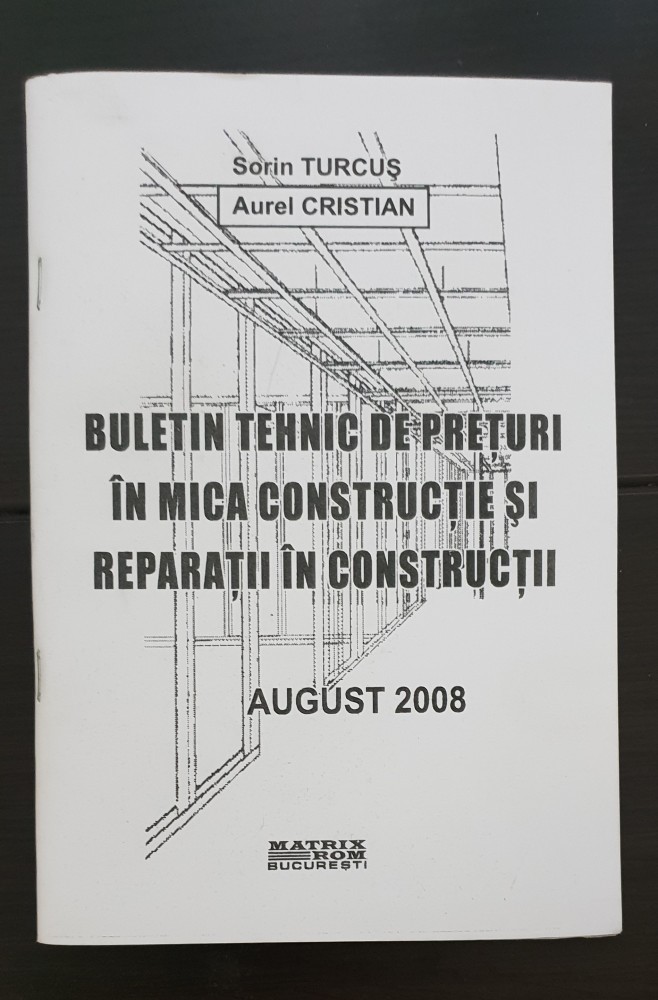 Sorin TURCUŞ
Aurel CRISTIAN
BULETIN TEHNIC DE PREŢURI
ÎN MICA CONSTRUCŢIE ŞI
REPARAŢII ÎN CONSTRUCŢII
AUGUST 2008
MATRIX
ROM
BUCUREŞTI